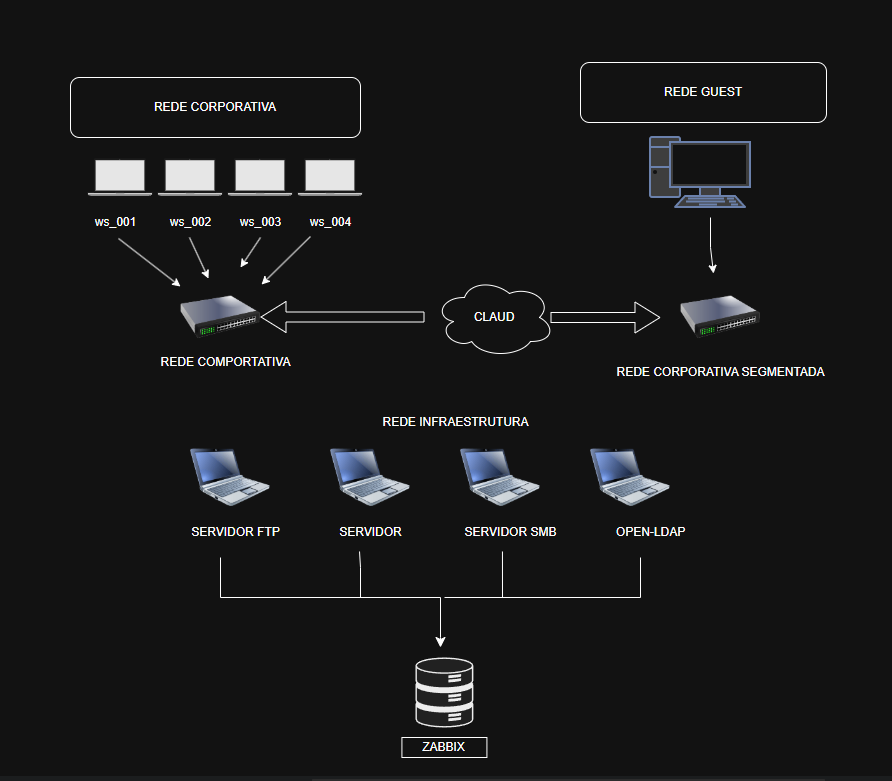 REDE CORPORATIVA
REDE GUEST
ws_001
ws_002
ws_003
ws_004
CLAUD
REDE COMPORTATIVA
REDE CORPORATIVA SEGMENTADA
REDE INFRAESTRUTURA
SERVIDOR FTP
SERVIDOR
SERVIDOR SMB
OPEN-LDAP
ZABBIX